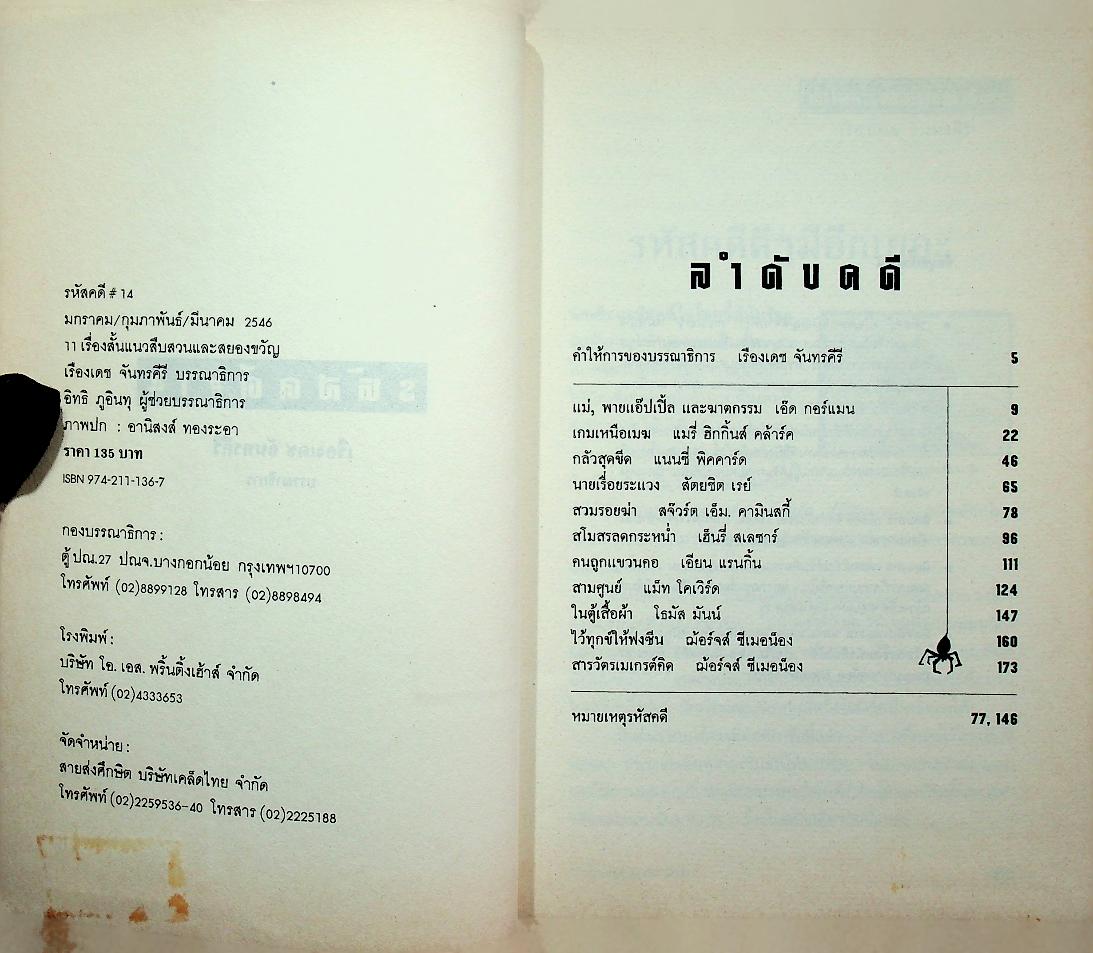 รหัสคดี # 14
มกราคม/กุมภาพันธ์/มีนาคม 2546
11 เรื่องสั้นแนวสืบสวนและสยองขวัญ
เรืองเดช จันทรคีรี บรรณาธิการ
อิทธิ ภูอินทุ ผู้ช่วยบรรณาธิการ
ภาพปก : อานิสงส์ ทองระอา
ราคา 135 บาท
ISBN 974-211-136-7
กองบรรณาธิการ :
ตู้ ปณ.27 ปณจ.บางกอกน้อย กรุงเทพฯ10700
โทรศัพท์ (02)8899128 โทรสาร (02)8898494
โรงพิมพ์ :
บริษัท โอ. เอส. พริ้นติ้งเฮ้าส์ จำกัด
โทรศัพท์ (02)4333653
จัดจำหน่าย :
สายส่งศึกษิต บริษัทเคล็ดไทย จำกัด
โทรศัพท์ (02)2259536-40 โทรสาร (02)2225188
ลำดับคดี
คำให้การของบรรณาธิการ เรืองเดช จันทรคีรี 5
แม่, พายแอ๊ปเปิ้ล และฆาตกรรม เอ๊ด กอร์แมน 9
เกมเหนือเมฆ แมรี่ ฮิกกิ้นส์ คล้าร์ค 22
กลัวสุดขีด แนนซี่ พิคคาร์ด 46
นายเรื่อยระแวง สัตยชิต เรย์ 65
สวมรอยฆ่า สจ๊วร์ต เอ็ม. คามินสกี้ 78
สโมสรลดกระหน่ำ เฮ็นรี่ สเลซาร์ 96
คนถูกแขวนคอ เอียน แรนกิ้น 111
สามศูนย์ แม็ท โคเวิร์ด 124
ในตู้เสื้อผ้า โธมัส มันน์ 147
ไว้ทุกข์ให้ฟงซีน ฌ้อร์จส์ ซีเมอน็อง 160
สารวัตรเมเกรต์คิด ฌ้อร์จส์ ซีเมอน็อง 173
หมายเหตุรหัสคดี 77, 146